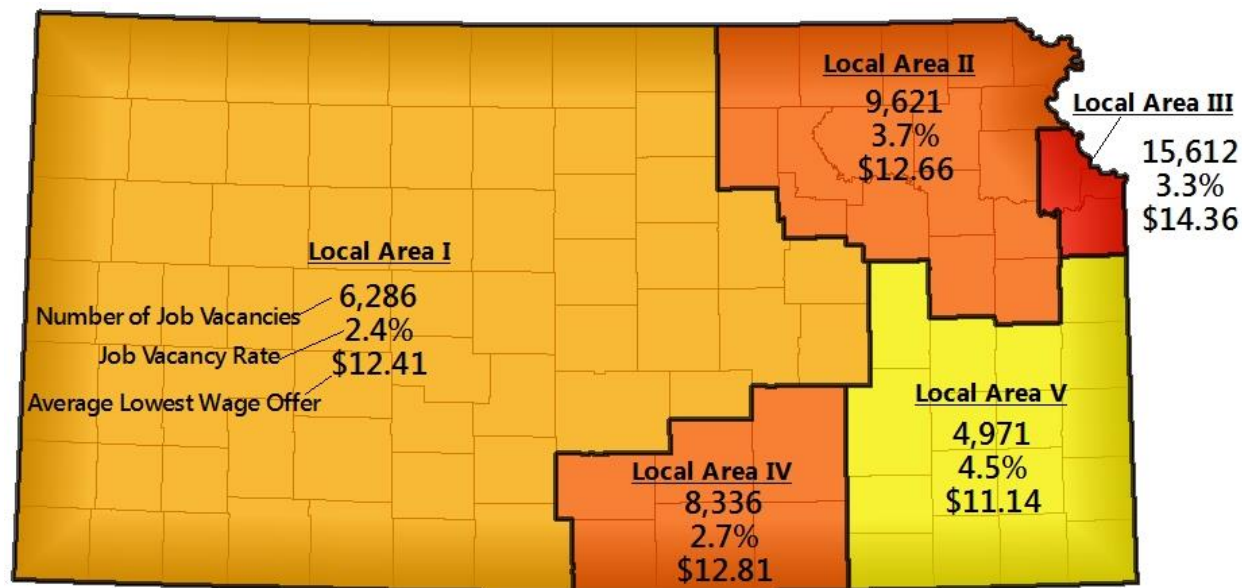 Local Area II
9,621
3.7%
$12.66
Local Area III
15,612
3.3%
$14.36
Local Area I
Number of Job Vacancies
6,286
Job Vacancy Rate
2.4%
Average Lowest Wage Offer
$12.41
Local Area V
4,971
4.5%
$11.14
Local Area IV
8,336
2.7%
$12.81